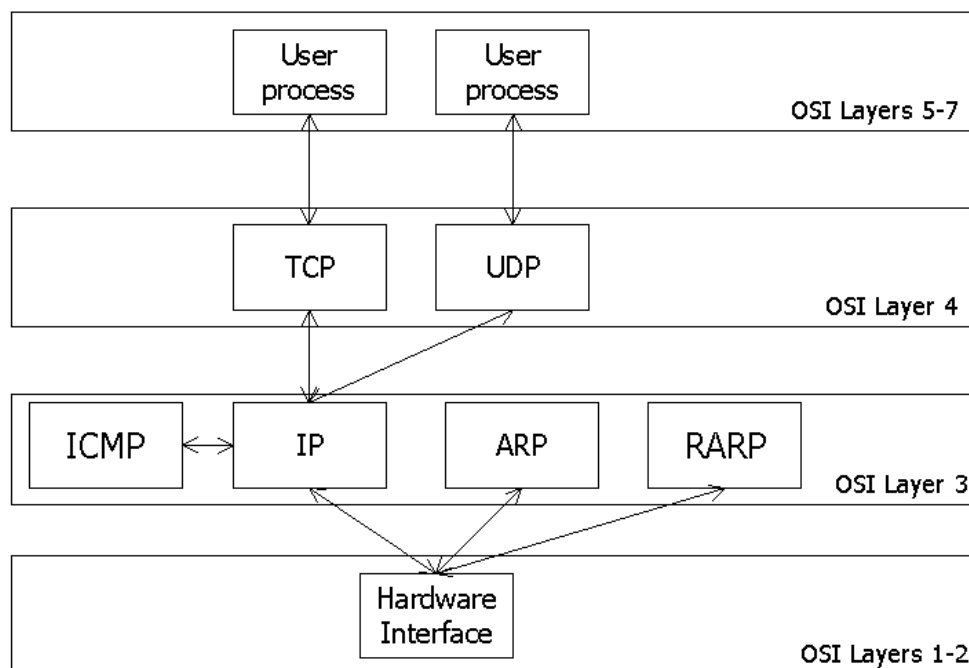 User
process
User
process
OSI Layers 5-7
TCP
UDP
OSI Layer 4
ICMP
IP
ARP
RARP
OSI Layer 3
Hardware
Interface
OSI Layers 1-2